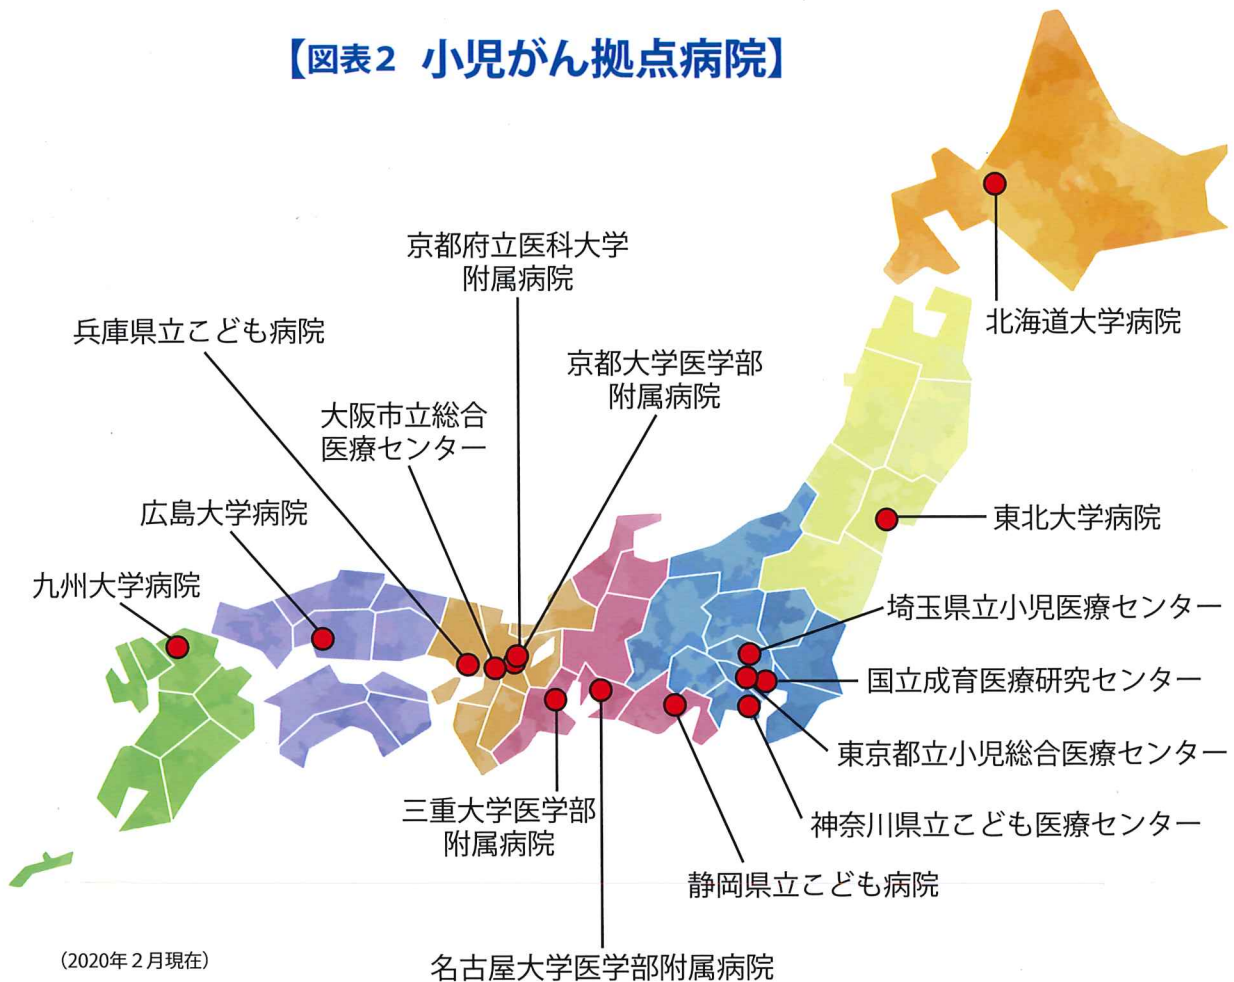 【図表2 小児がん拠点病院】
京都府立医科大学
附属病院
兵庫県立こども病院
京都大学医学部
附属病院
大阪市立総合
医療センター
広島大学病院
九州大学病院
北海道大学病院
東北大学病院
埼玉県立小児医療センター
国立成育医療研究センター
東京都立小児総合医療センター
神奈川県立こども医療センター
三重大学医学部
附属病院
静岡県立こども病院
名古屋大学医学部附属病院
(2020年2月現在)